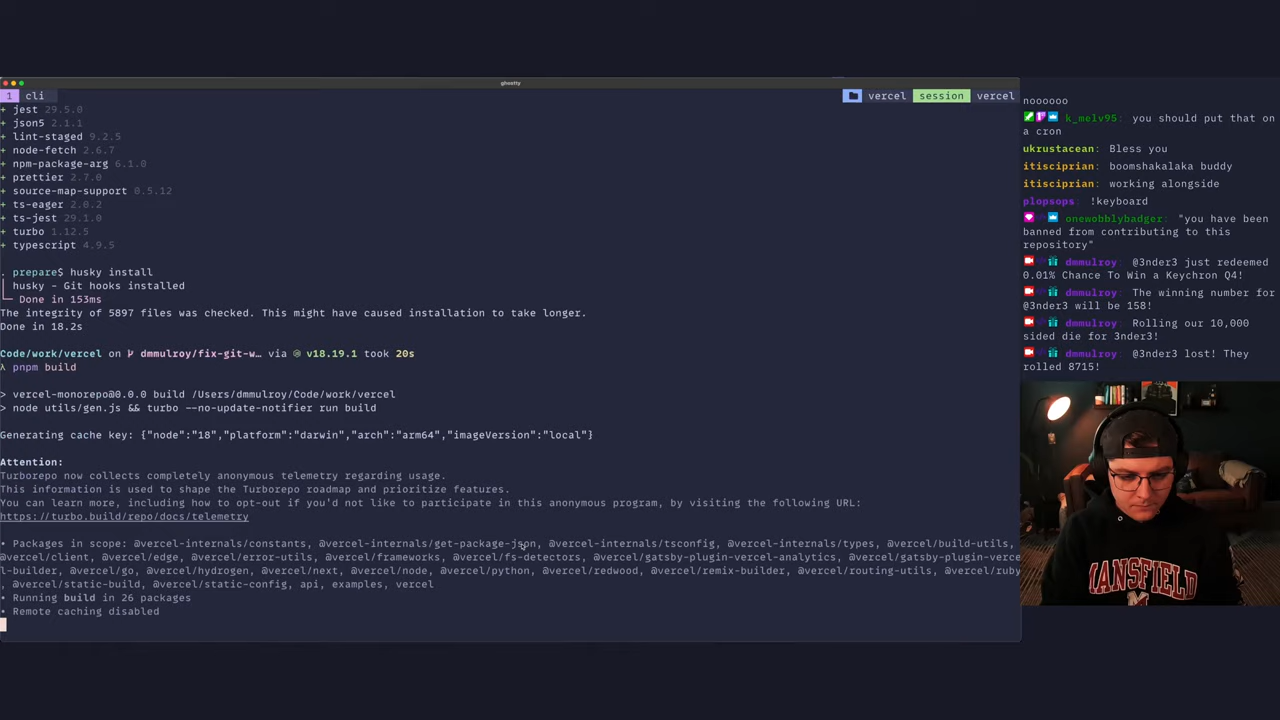 ghostty
1 cli
vercel session vercel
+ jest 29.5.0
+ json5 2.1.1
+ lint-staged 9.2.5
+ node-fetch 2.6.7
+ npm-package-arg 6.1.0
+ prettier 2.7.0
+ source-map-support 0.5.12
+ ts-eager 2.0.2
+ ts-jest 29.1.0
+ turbo 1.12.5
+ typescript 4.9.5
. prepare$ husky install
│ husky - Git hooks installed
└─ Done in 153ms
The integrity of 5897 files was checked. This might have caused installation to take longer.
Done in 18.2s
Code/work/vercel on dmmulroy/fix-git-w… via v18.19.1 took 20s
λ pnpm build
> vercel-monorepo@0.0.0 build /Users/dmmulroy/Code/work/vercel
> node utils/gen.js && turbo --no-update-notifier run build
Generating cache key: {"node":"18","platform":"darwin","arch":"arm64","imageVersion":"local"}
Attention:
Turborepo now collects completely anonymous telemetry regarding usage.
This information is used to shape the Turborepo roadmap and prioritize features.
You can learn more, including how to opt-out if you'd not like to participate in this anonymous program, by visiting the following URL:
https://turbo.build/repo/docs/telemetry
• Packages in scope: @vercel-internals/constants, @vercel-internals/get-package-json, @vercel-internals/tsconfig, @vercel-internals/types, @vercel/build-utils,
@vercel/client, @vercel/edge, @vercel/error-utils, @vercel/frameworks, @vercel/fs-detectors, @vercel/gatsby-plugin-vercel-analytics, @vercel/gatsby-plugin-verce
l-builder, @vercel/go, @vercel/hydrogen, @vercel/next, @vercel/node, @vercel/python, @vercel/redwood, @vercel/remix-builder, @vercel/routing-utils, @vercel/ruby
, @vercel/static-build, @vercel/static-config, api, examples, vercel
• Running build in 26 packages
• Remote caching disabled
noooooo
k_melv95: you should put that on
a cron
ukrustacean: Bless you
itisciprian: boomshakalaka buddy
itisciprian: working alongside
plopsops: !keyboard
onewobblybadger: "you have been
banned from contributing to this
repository"
dmmulroy: @3nder3 just redeemed
0.01% Chance To Win a Keychron Q4!
dmmulroy: The winning number for
@3nder3 will be 158!
dmmulroy: Rolling our 10,000
sided die for 3nder3!
dmmulroy: @3nder3 lost! They
rolled 8715!
MANSFIELD
M